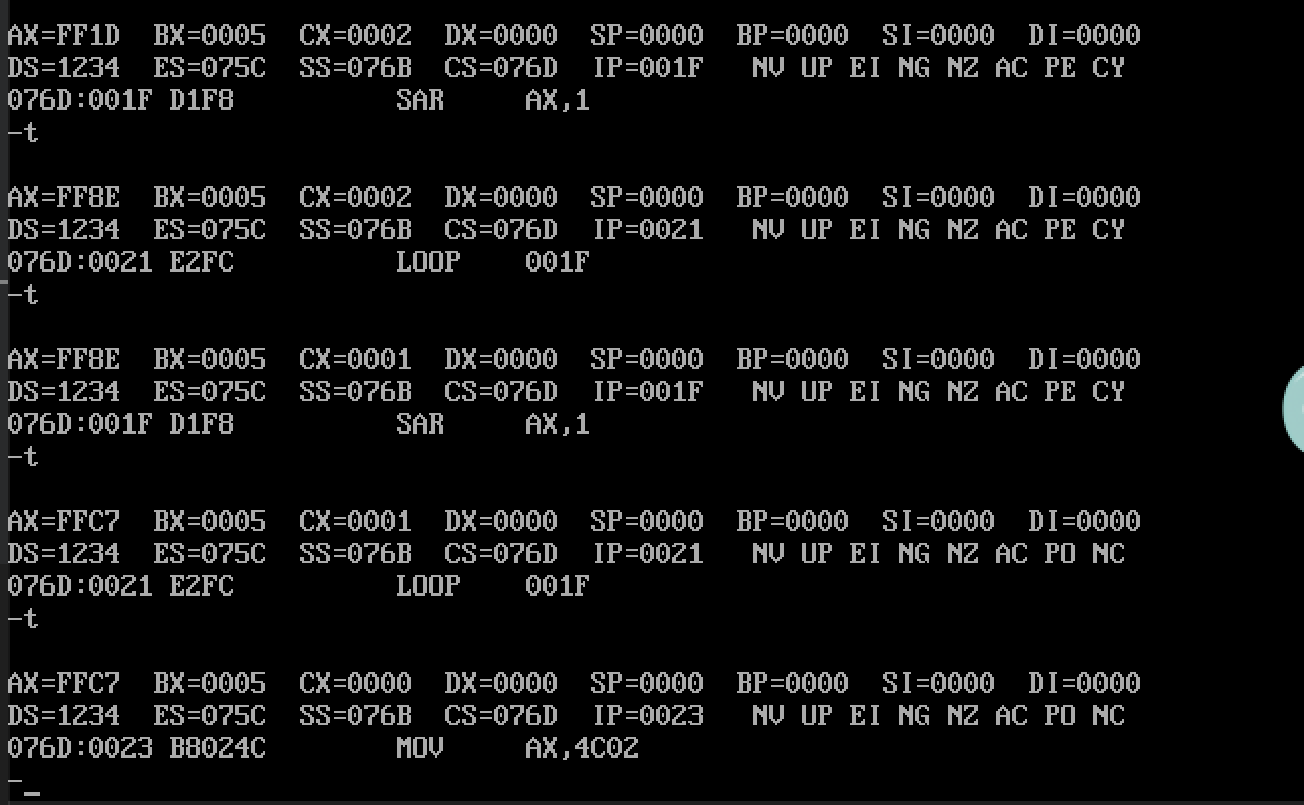 AX=FF1D  BX=0005  CX=0002  DX=0000  SP=0000  BP=0000  SI=0000  DI=0000
DS=1234  ES=075C  SS=076B  CS=076D  IP=001F   NV UP EI NG NZ AC PE CY
076D:001F D1F8          SAR     AX,1
-t
AX=FF8E  BX=0005  CX=0002  DX=0000  SP=0000  BP=0000  SI=0000  DI=0000
DS=1234  ES=075C  SS=076B  CS=076D  IP=0021   NV UP EI NG NZ AC PE CY
076D:0021 E2FC          LOOP    001F
-t
AX=FF8E  BX=0005  CX=0001  DX=0000  SP=0000  BP=0000  SI=0000  DI=0000
DS=1234  ES=075C  SS=076B  CS=076D  IP=001F   NV UP EI NG NZ AC PE CY
076D:001F D1F8          SAR     AX,1
-t
AX=FFC7  BX=0005  CX=0001  DX=0000  SP=0000  BP=0000  SI=0000  DI=0000
DS=1234  ES=075C  SS=076B  CS=076D  IP=0021   NV UP EI NG NZ AC PO NC
076D:0021 E2FC          LOOP    001F
-t
AX=FFC7  BX=0005  CX=0000  DX=0000  SP=0000  BP=0000  SI=0000  DI=0000
DS=1234  ES=075C  SS=076B  CS=076D  IP=0023   NV UP EI NG NZ AC PO NC
076D:0023 B8024C        MOV     AX,4C02
-_